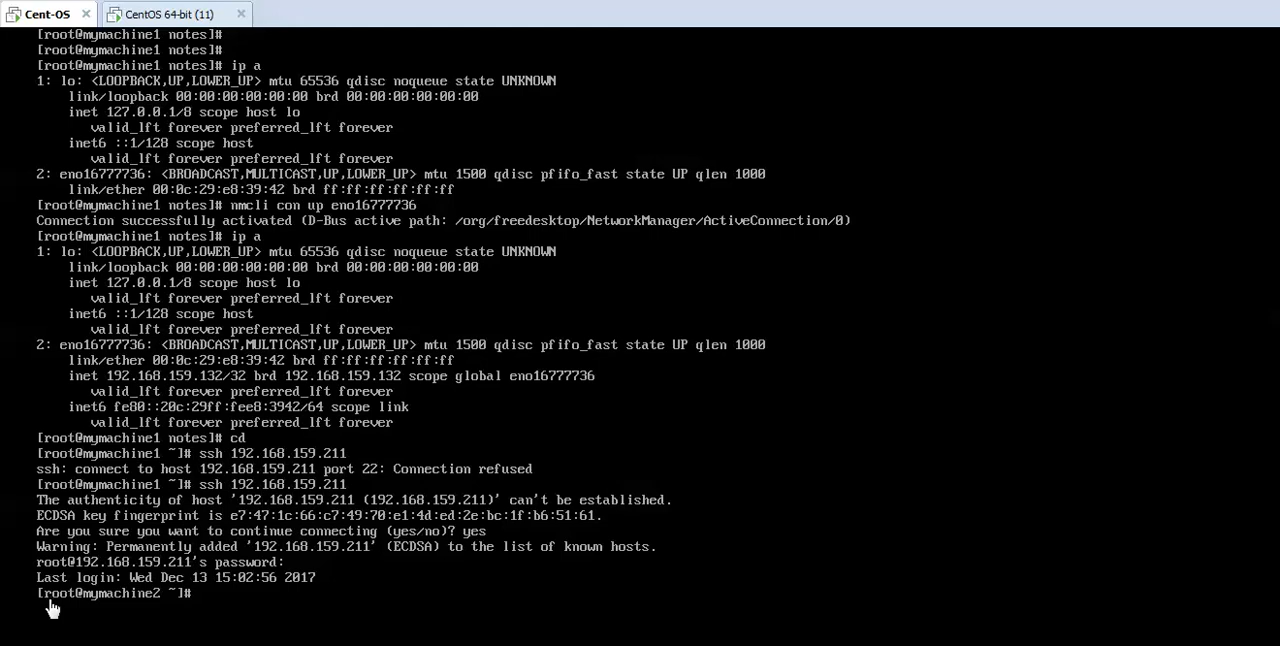 Cent-OS
CentOS 64-bit (11)
[root@mymachine1 notes]#
[root@mymachine1 notes]#
[root@mymachine1 notes]# ip a
1: lo: <LOOPBACK,UP,LOWER_UP> mtu 65536 qdisc noqueue state UNKNOWN
    link/loopback 00:00:00:00:00:00 brd 00:00:00:00:00:00
    inet 127.0.0.1/8 scope host lo
       valid_lft forever preferred_lft forever
    inet6 ::1/128 scope host
       valid_lft forever preferred_lft forever
2: eno16777736: <BROADCAST,MULTICAST,UP,LOWER_UP> mtu 1500 qdisc pfifo_fast state UP qlen 1000
    link/ether 00:0c:29:e8:39:42 brd ff:ff:ff:ff:ff:ff
[root@mymachine1 notes]# nmcli con up eno16777736
Connection successfully activated (D-Bus active path: /org/freedesktop/NetworkManager/ActiveConnection/0)
[root@mymachine1 notes]# ip a
1: lo: <LOOPBACK,UP,LOWER_UP> mtu 65536 qdisc noqueue state UNKNOWN
    link/loopback 00:00:00:00:00:00 brd 00:00:00:00:00:00
    inet 127.0.0.1/8 scope host lo
       valid_lft forever preferred_lft forever
    inet6 ::1/128 scope host
       valid_lft forever preferred_lft forever
2: eno16777736: <BROADCAST,MULTICAST,UP,LOWER_UP> mtu 1500 qdisc pfifo_fast state UP qlen 1000
    link/ether 00:0c:29:e8:39:42 brd ff:ff:ff:ff:ff:ff
    inet 192.168.159.132/32 brd 192.168.159.132 scope global eno16777736
       valid_lft forever preferred_lft forever
    inet6 fe80::20c:29ff:fee8:3942/64 scope link
       valid_lft forever preferred_lft forever
[root@mymachine1 notes]# cd
[root@mymachine1 ~]# ssh 192.168.159.211
ssh: connect to host 192.168.159.211 port 22: Connection refused
[root@mymachine1 ~]# ssh 192.168.159.211
The authenticity of host '192.168.159.211 (192.168.159.211)' can't be established.
ECDSA key fingerprint is e7:47:1c:66:c7:49:70:e1:4d:ed:2e:bc:1f:b6:51:61.
Are you sure you want to continue connecting (yes/no)? yes
Warning: Permanently added '192.168.159.211' (ECDSA) to the list of known hosts.
root@192.168.159.211's password:
Last login: Wed Dec 13 15:02:56 2017
[root@mymachine2 ~]#